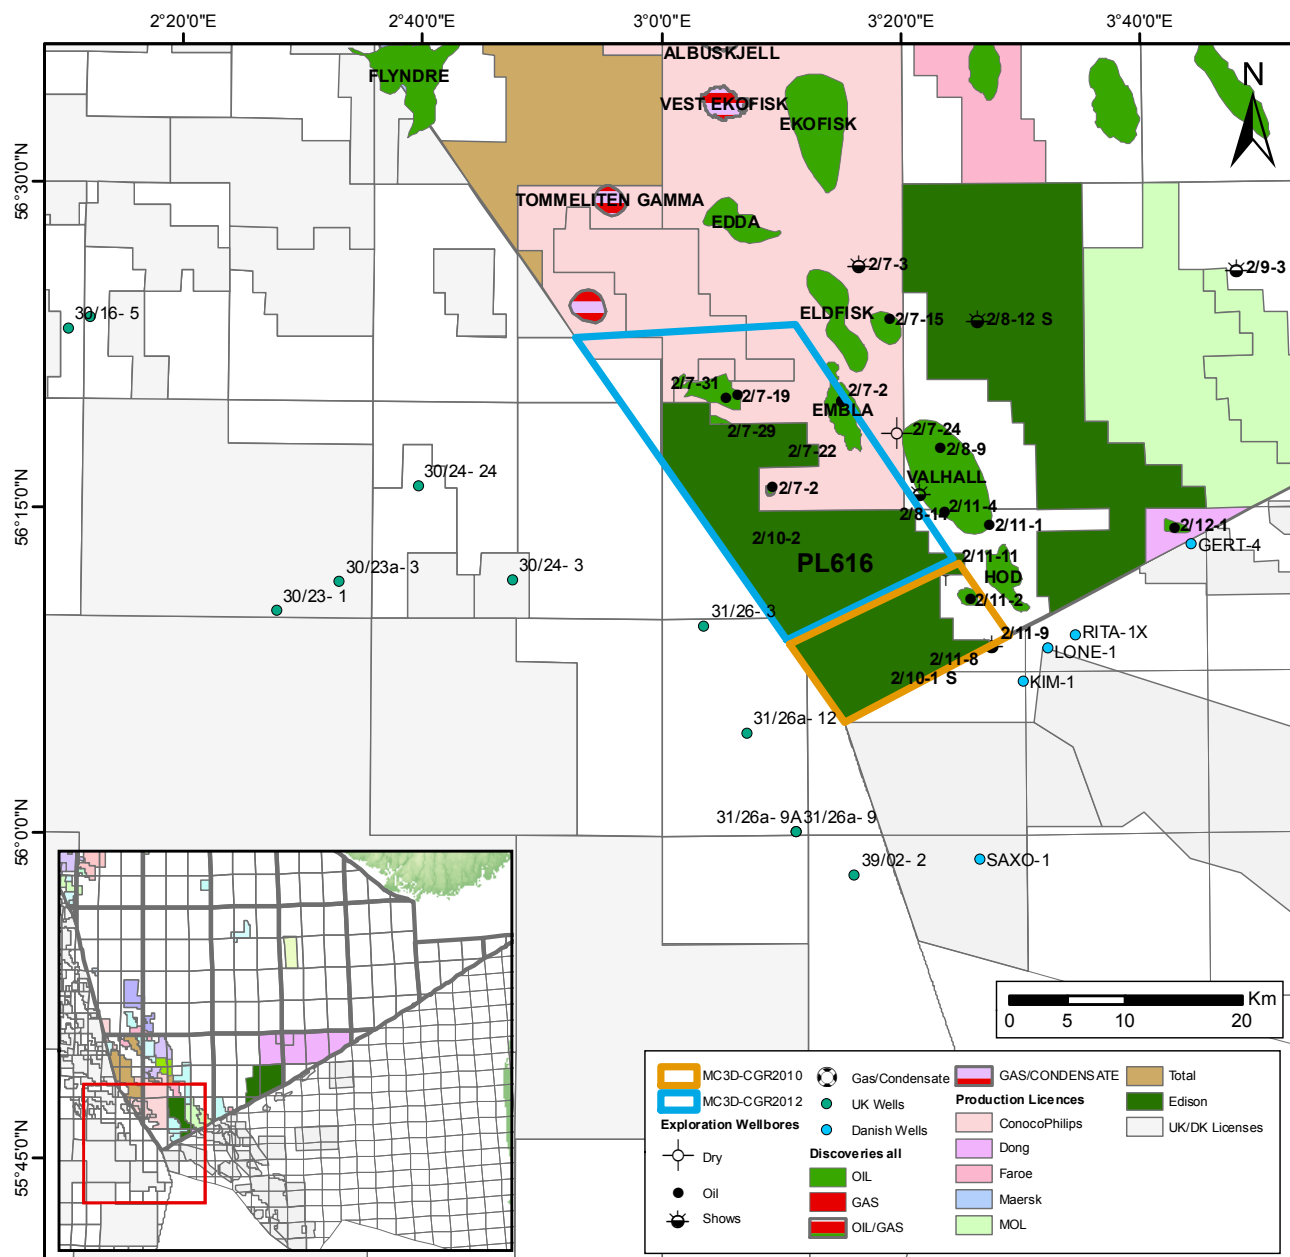 2°20'0"E
2°40'0"E
3°0'0"E
3°20'0"E
3°40'0"E
56°30'0"N
56°15'0"N
56°0'0"N
55°45'0"N
N
ALBUSKJELL
FLYNDRE
VEST EKOFISK
EKOFISK
TOMMELITEN GAMMA
EDDA
2/7-3
2/9-3
30/16- 5
ELDFISK
2/7-15
2/8-12 S
2/7-31
2/7-19
2/7-2
EMBLA
2/7-29
2/7-24
2/7-22
2/8-9
30/24- 24
VALHALL
2/7-2
2/8-14
2/11-4
2/11-1
2/12-1
2/10-2
GERT-4
PL616
2/11-11
30/23a- 3
30/24- 3
HOD
30/23- 1
2/11-2
31/26- 3
2/11-9
RITA-1X
LONE-1
2/11-8
2/10-1 S
KIM-1
31/26a- 12
31/26a- 9A31/26a- 9
39/02- 2
SAXO-1
Km
0 5 10 20
MC3D-CGR2010
MC3D-CGR2012
Exploration Wellbores
Dry
Oil
Shows
Gas/Condensate
UK Wells
Danish Wells
Discoveries all
OIL
GAS
OIL/GAS
GAS/CONDENSATE
Production Licences
ConocoPhilips
Dong
Faroe
Maersk
MOL
Total
Edison
UK/DK Licenses